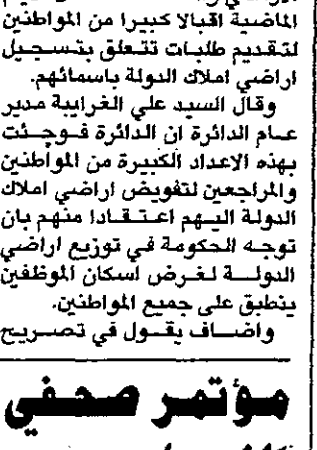 الماضية اقبالا كبيرا من المواطنين
لتقديم طلبات تتعلق بتسجيل
اراضي املاك الدولة باسمائهم.
وقال السيد علي الغرايبة مدير
عام الدائرة ان الدائرة فوجئت
بهذه الاعداد الكبيرة من المواطنين
والمراجعين لتفويض اراضي املاك
الدولة اليهم اعتقادا منهم بان
توجه الحكومة في توزيع اراضي
الدولة لغرض اسكان الموظفين
ينطبق على جميع المواطنين.
واضاف يقول في تصريح
مؤتمر صحفي